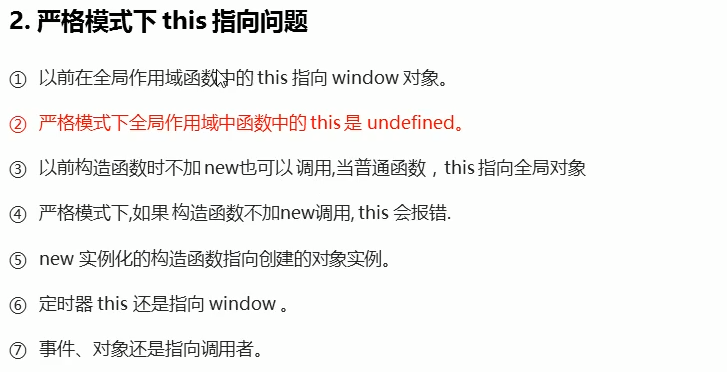 2. 严格模式下 this 指向问题
① 以前在全局作用域函数中的 this 指向 window 对象。
② 严格模式下全局作用域中函数中的 this 是 undefined。
③ 以前构造函数时不加 new也可以 调用,当普通函数，this 指向全局对象
④ 严格模式下,如果 构造函数不加new调用, this 会报错.
⑤ new 实例化的构造函数指向创建的对象实例。
⑥ 定时器 this 还是指向 window 。
⑦ 事件、对象还是指向调用者。